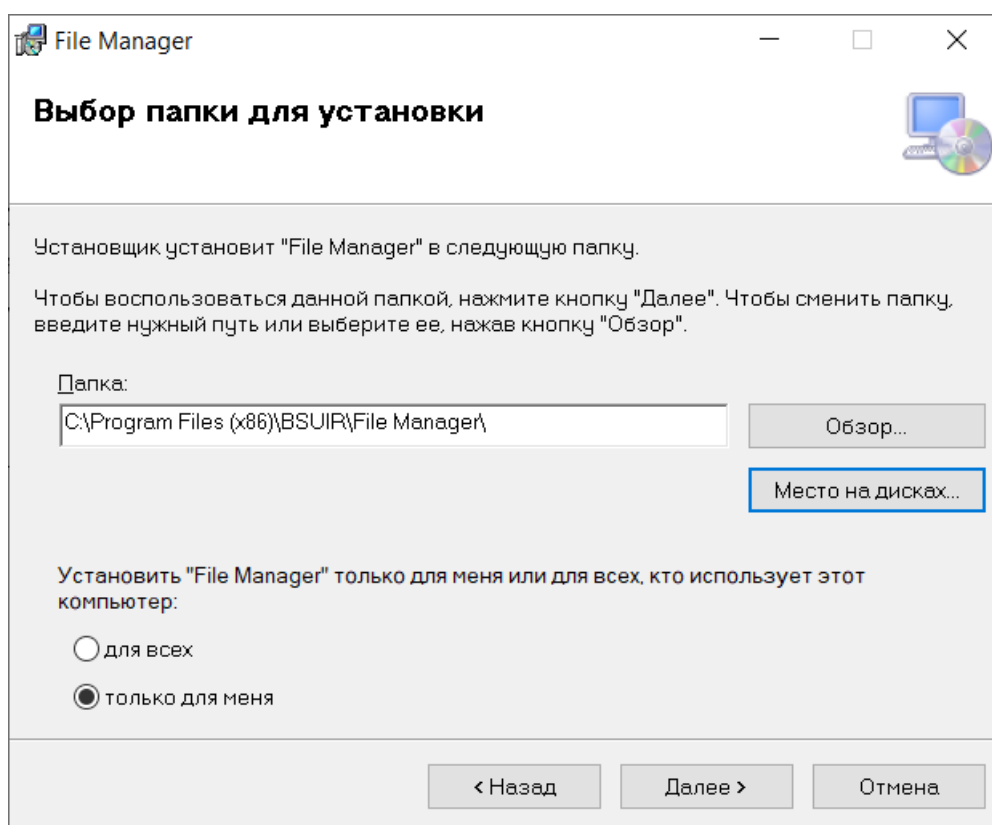 File Manager
Выбор папки для установки
Установщик установит "File Manager" в следующую папку.
Чтобы воспользоваться данной папкой, нажмите кнопку "Далее". Чтобы сменить папку,
введите нужный путь или выберите ее, нажав кнопку "Обзор".
Папка:
C:\Program Files (x86)\BSUIR\File Manager\
Обзор...
Место на дисках...
Установить "File Manager" только для меня или для всех, кто использует этот
компьютер:
для всех
только для меня
< Назад
Далее >
Отмена